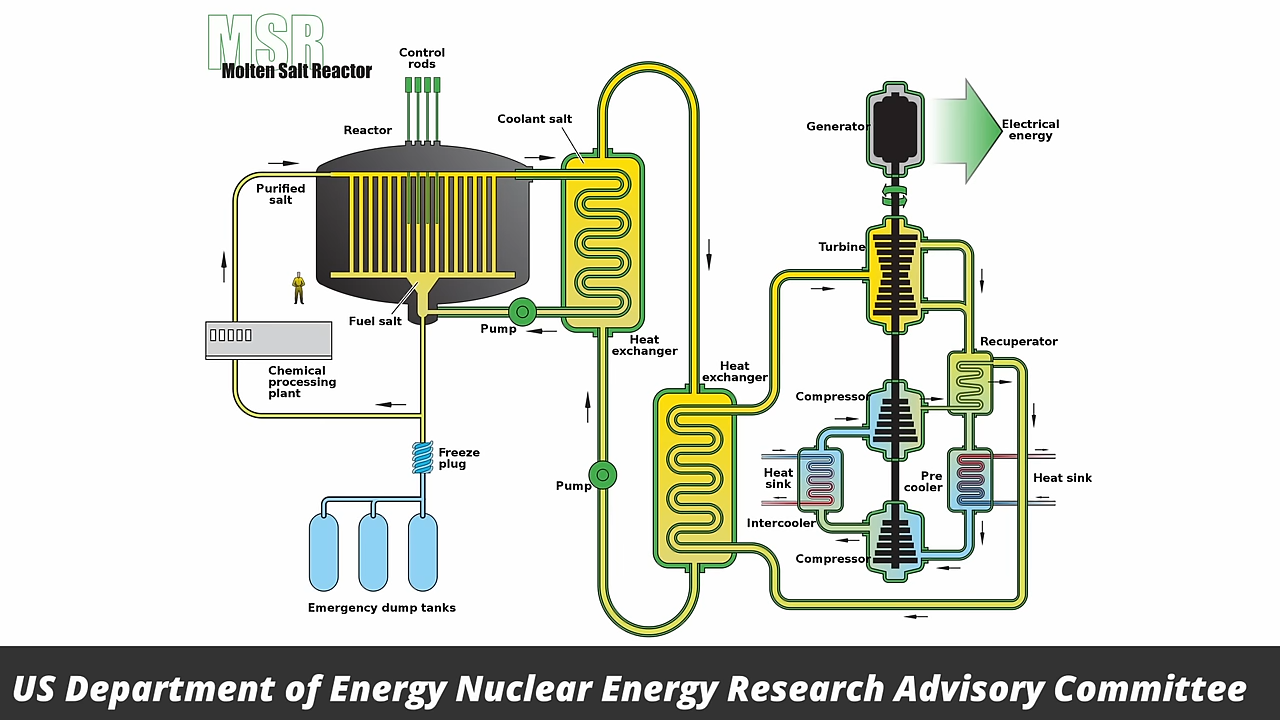 MSR
Molten Salt Reactor
Control
rods
Reactor
Coolant salt
Purified
salt
Fuel salt
Pump
Heat
exchanger
Chemical
processing
plant
Freeze
plug
Emergency dump tanks
Pump
Heat
exchanger
Generator
Electrical
energy
Turbine
Recuperator
Compressor
Heat
sink
Pre
cooler
Heat sink
Intercooler
Compressor
US Department of Energy Nuclear Energy Research Advisory Committee